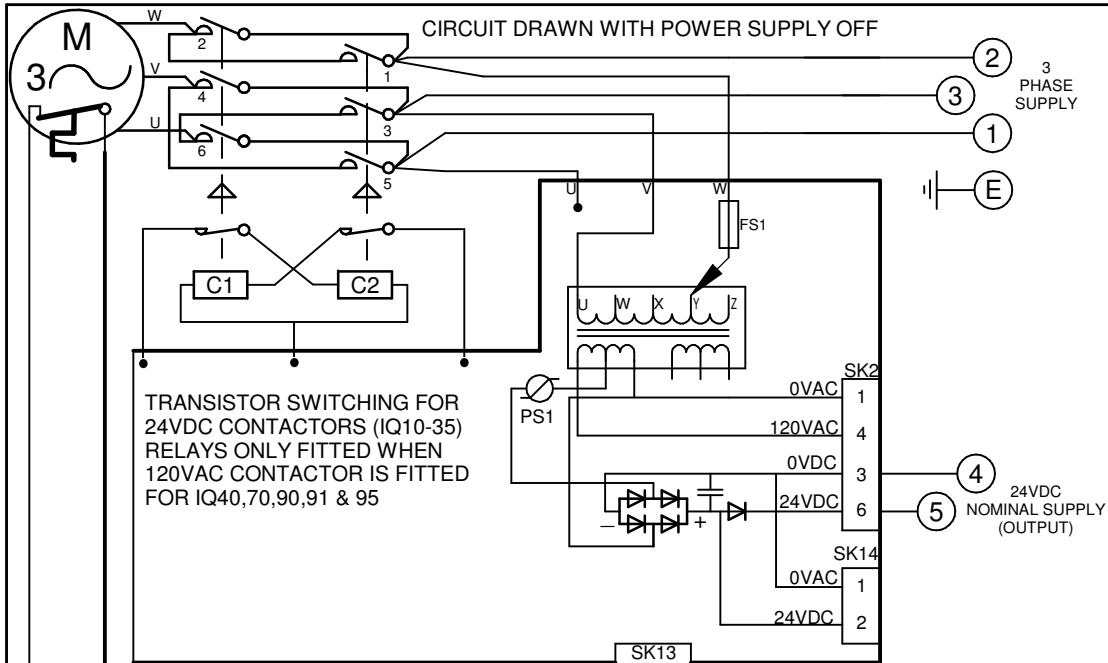 CIRCUIT DRAWN WITH POWER SUPPLY OFF
W
M
3
2
1
2
3
PHASE
SUPPLY
V
4
3
3
U
6
5
1
U
V
W
E
FS1
C1
C2
U
W
X
Y
Z
SK2
PS1
0VAC
1
120VAC
4
0VDC
3
4
24VDC
6
5
24VDC
NOMINAL SUPPLY
(OUTPUT)
TRANSISTOR SWITCHING FOR
24VDC CONTACTORS (IQ10-35)
RELAYS ONLY FITTED WHEN
120VAC CONTACTOR IS FITTED
FOR IQ40,70,90,91 & 95
–
+
SK14
0VAC
1
24VDC
2
SK13